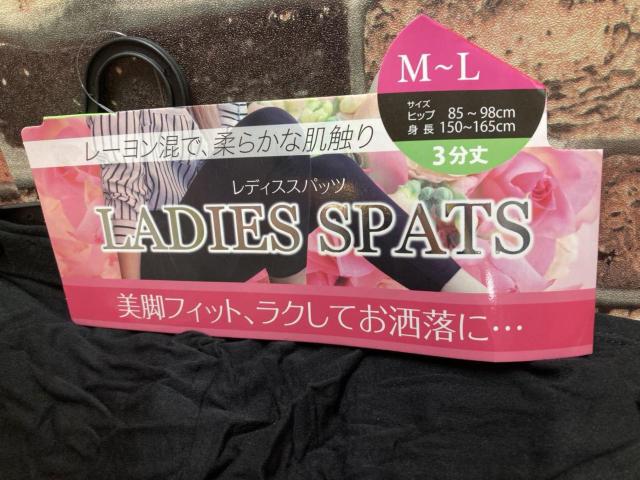 M~L
サイズ
ヒップ 85~98cm
身長 150~165cm
3分丈
レーヨン混で、柔らかな肌触り
レディススパッツ
LADIES SPATS
美脚フィット、ラクしてお洒落に…